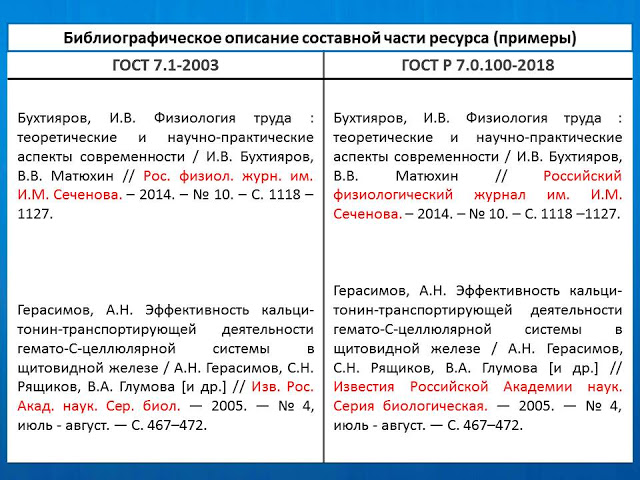 Библиографическое описание составной части ресурса (примеры)
ГОСТ 7.1-2003
ГОСТ Р 7.0.100-2018
Бухтияров, И.В. Физиология труда :
теоретические и научно-практические
аспекты современности / И.В. Бухтияров,
В.В. Матюхин // Рос. физиол. журн. им.
И.М. Сеченова. – 2014. – № 10. – С. 1118 –
1127.
Герасимов, А.Н. Эффективность кальци-
тонин-транспортирующей деятельности
гемато-С-целлюлярной системы в
щитовидной железе / А.Н. Герасимов, С.Н.
Рящиков, В.А. Глумова [и др.] // Изв. Рос.
Акад. наук. Сер. биол. — 2005. — № 4,
июль - август. — С. 467–472.
Бухтияров, И.В. Физиология труда :
теоретические и научно-практические
аспекты современности / И.В. Бухтияров,
В.В. Матюхин // Российский
физиологический журнал им. И.М.
Сеченова. – 2014. – № 10. – С. 1118 –1127.
Герасимов, А.Н. Эффективность кальци-
тонин-транспортирующей деятельности
гемато-С-целлюлярной системы в
щитовидной железе / А.Н. Герасимов,
С.Н. Рящиков, В.А. Глумова [и др.] //
Известия Российской Академии наук.
Серия биологическая. — 2005. — № 4,
июль - август. — С. 467–472.